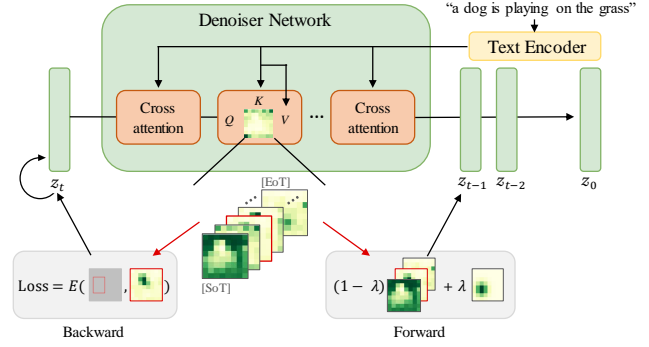 “a dog is playing on the grass”
Denoiser Network
Text Encoder
Cross
attention
K
Q
V
...
Cross
attention
z_t
z_{t-1}
z_{t-2}
z_0
[EoT]
[SoT]
Loss = E( , )
(1 − λ) + λ
Backward
Forward